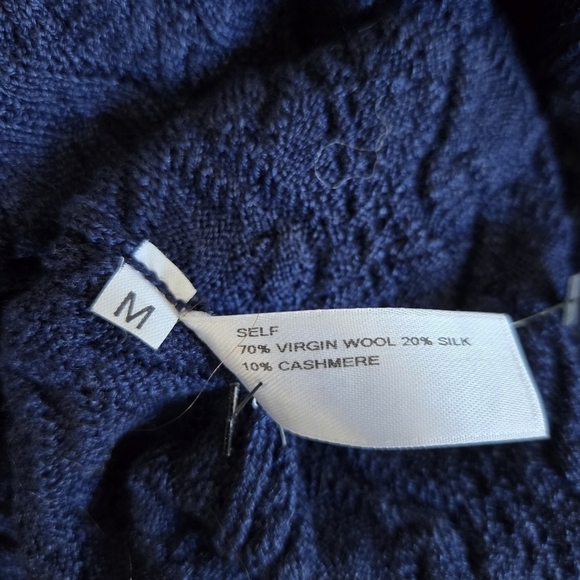 M
SELF
70% VIRGIN WOOL 20% SILK
10% CASHMERE